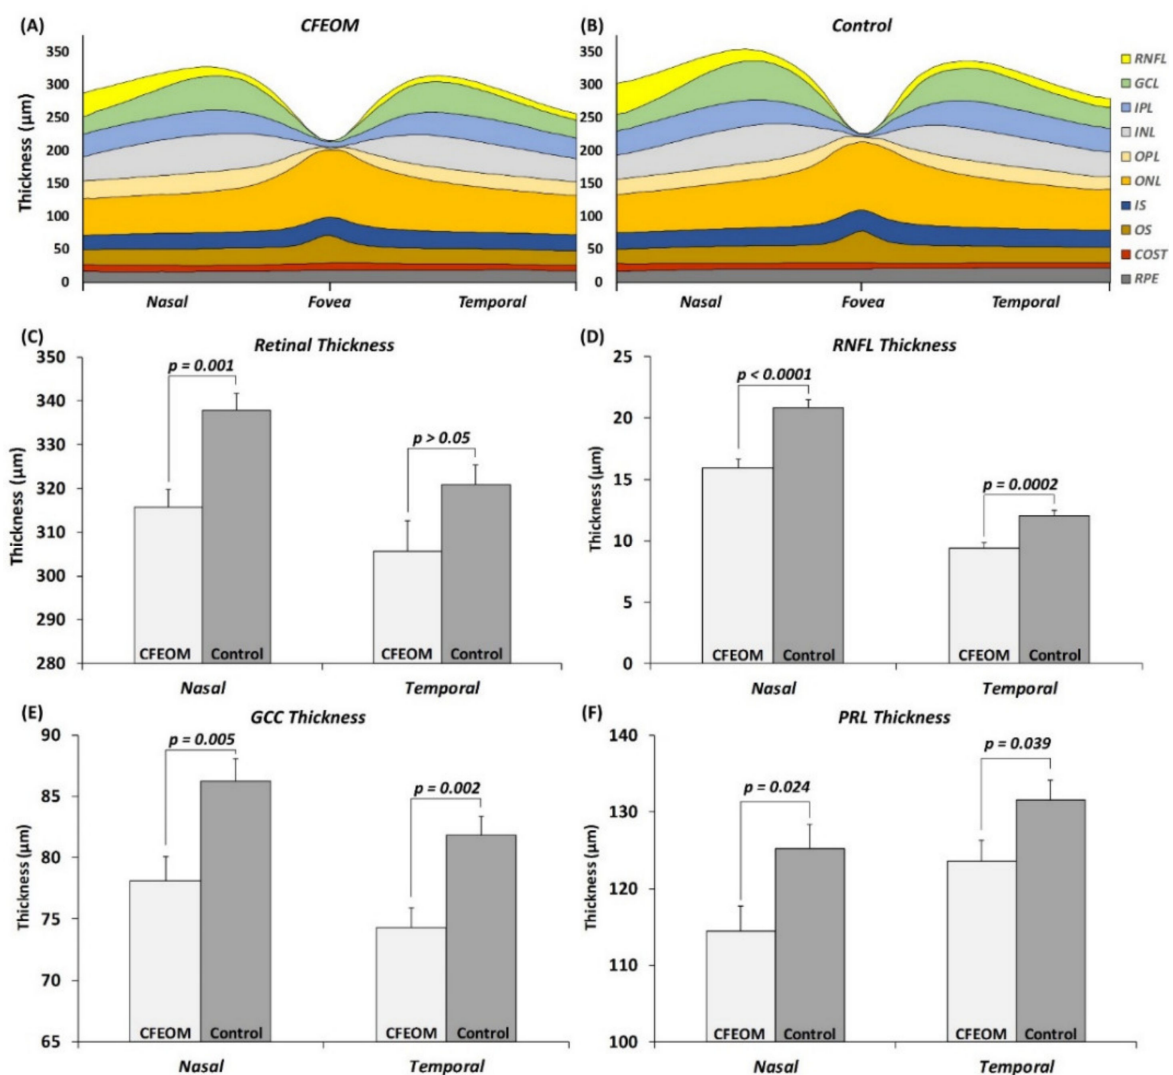 (A) CFEOM
Thickness (μm)
350
300
250
200
150
100
50
0
Nasal Fovea Temporal
(B) Control
350
300
250
200
150
100
50
0
Nasal Fovea Temporal
RNFL
GCL
IPL
INL
OPL
ONL
IS
OS
COST
RPE
(C) Retinal Thickness
Thickness (μm)
350
340
330
320
310
300
290
280
p = 0.001
p > 0.05
CFEOM Control CFEOM Control
Nasal Temporal
(D) RNFL Thickness
Thickness (μm)
25
20
15
10
5
0
p < 0.0001
p = 0.0002
CFEOM Control CFEOM Control
Nasal Temporal
(E) GCC Thickness
Thickness (μm)
90
85
80
75
70
65
p = 0.005
p = 0.002
CFEOM Control CFEOM Control
Nasal Temporal
(F) PRL Thickness
Thickness (μm)
140
130
120
110
100
p = 0.024
p = 0.039
CFEOM Control CFEOM Control
Nasal Temporal